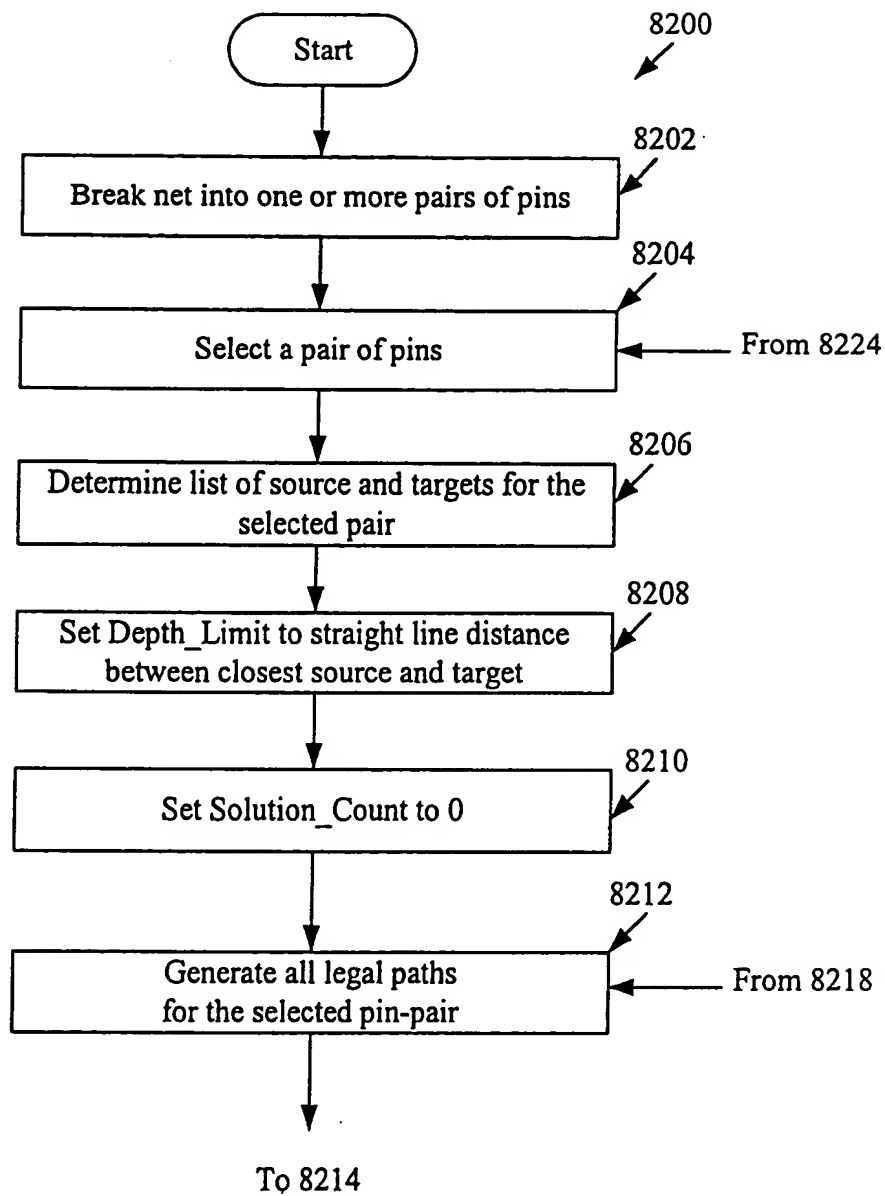 Start
8200
8202
Break net into one or more pairs of pins
8204
Select a pair of pins
From 8224
8206
Determine list of source and targets for the
selected pair
8208
Set Depth_Limit to straight line distance
between closest source and target
8210
Set Solution_Count to 0
8212
Generate all legal paths
for the selected pin-pair
From 8218
To 8214